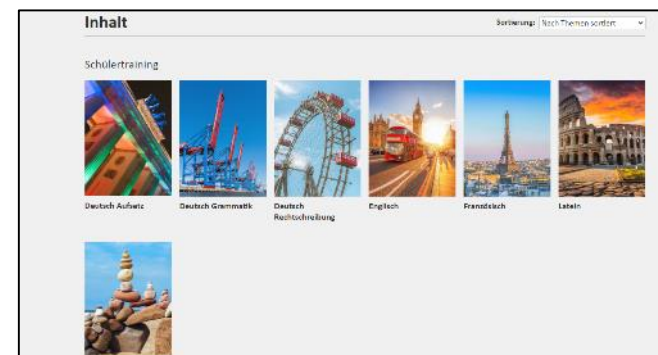 Inhalt
Sortierung: Nach Themen sortiert
Schülertraining
Deutsch Aufsatz
Deutsch Grammatik
Deutsch
Rechtschreibung
Englisch
Französisch
Latein